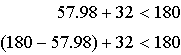 57.98 + 32 < 180
(180 − 57.98) + 32 < 180